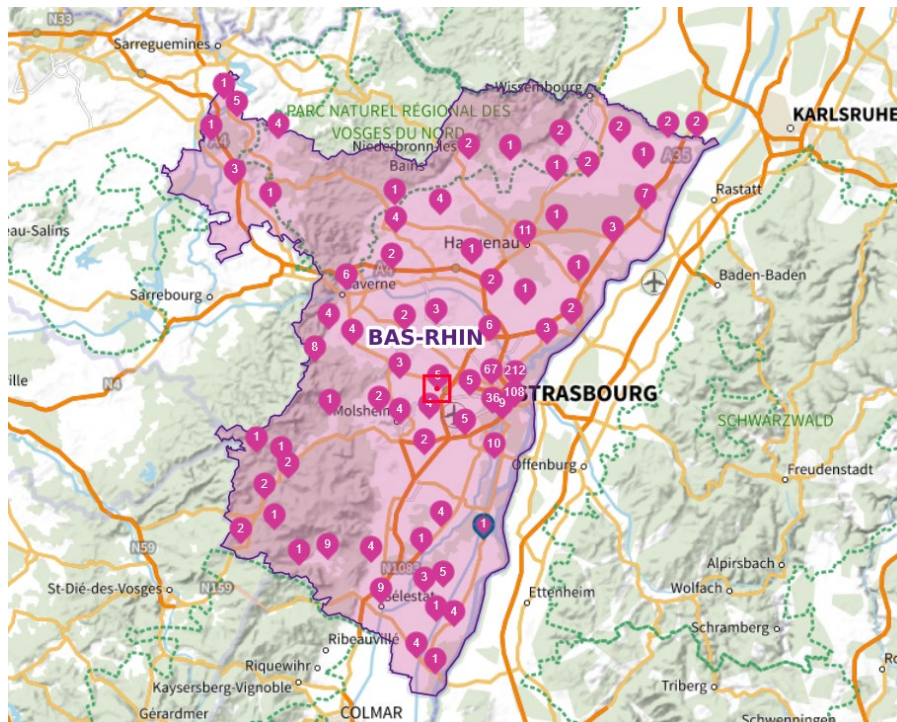 N33
Sarreguemines
1
5
1
A4
4
PARC NATUREL RÉGIONAL DES
VOSGES DU NORD
Wissembourg
2
1
2
2
2
2
KARLSRUHE
Niederbronn-les
Bains
1
2
2
A35
3
1
1
4
7
Rastatt
4
11
1
3
eau-Salins
Haguenau
1
2
A4
6
1
Baden-Baden
Saverne
2
1
Sarrebourg
2
4
4
2
3
6
3
BAS-RHIN
8
ville
N4
3
67
212
5
1
2
36
108
9
STRASBOURG
Molsheim
4
5
SCHWARZWALD
1
1
2
10
Offenburg
2
Freudenstadt
2
1
4
1
2
N59
1
9
4
1
Alpirsbach
St-Dié-des-Vosges
N159
N1083
3
5
Wolfach
9
Sélestat
1
4
Ettenheim
Schramberg
Ribeauvillé
4
Riquewihr
1
Kaysersberg-Vignoble
Triberg
Gérardmer
COLMAR
Schwenningen